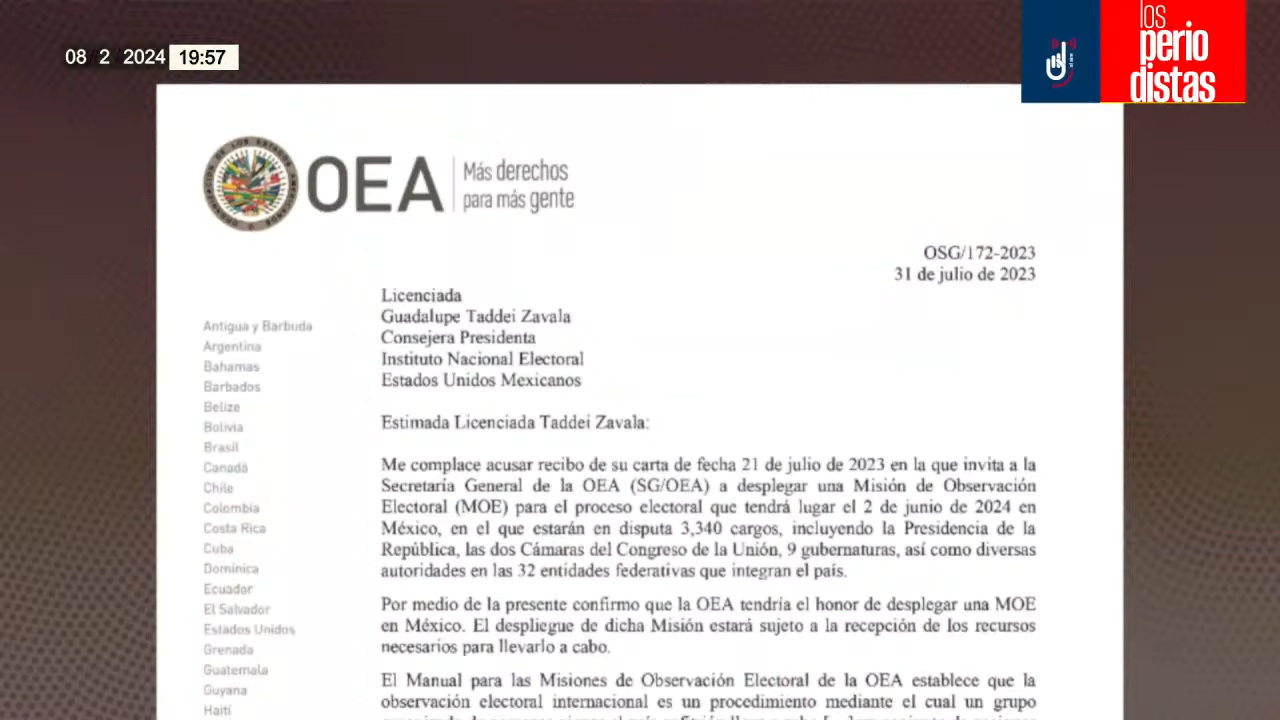 08 2 2024 19:57
los
perio
distas
OEA
Más derechos
para más gente
OSG/172-2023
31 de julio de 2023
Licenciada
Guadalupe Taddei Zavala
Consejera Presidenta
Instituto Nacional Electoral
Estados Unidos Mexicanos
Antigua y Barbuda
Argentina
Bahamas
Barbados
Belize
Bolivia
Brasil
Canadá
Chile
Colombia
Costa Rica
Cuba
Dominica
Ecuador
El Salvador
Estados Unidos
Grenada
Guatemala
Guyana
Haití
Estimada Licenciada Taddei Zavala:
Me complace acusar recibo de su carta de fecha 21 de julio de 2023 en la que invita a la
Secretaría General de la OEA (SG/OEA) a desplegar una Misión de Observación
Electoral (MOE) para el proceso electoral que tendrá lugar el 2 de junio de 2024 en
México, en el que estarán en disputa 3,340 cargos, incluyendo la Presidencia de la
República, las dos Cámaras del Congreso de la Unión, 9 gubernaturas, así como diversas
autoridades en las 32 entidades federativas que integran el país.
Por medio de la presente confirmo que la OEA tendría el honor de desplegar una MOE
en México. El despliegue de dicha Misión estará sujeto a la recepción de los recursos
necesarios para llevarlo a cabo.
El Manual para las Misiones de Observación Electoral de la OEA establece que la
observación electoral internacional es un procedimiento mediante el cual un grupo